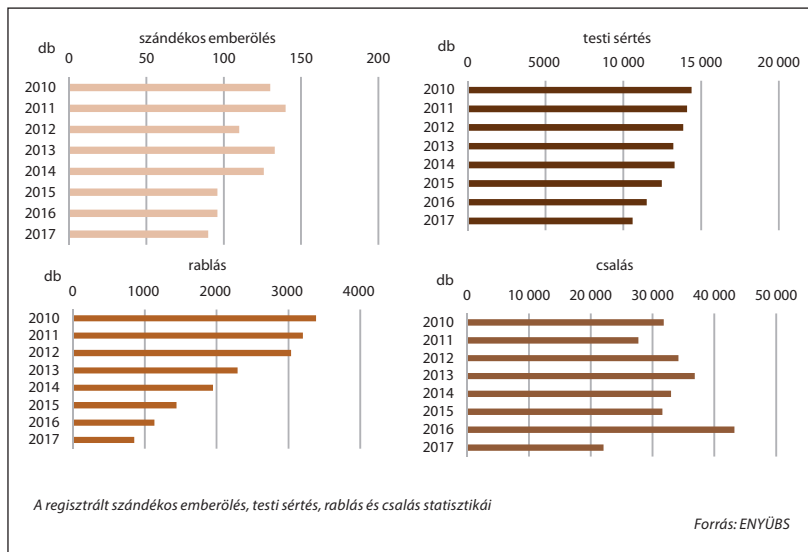 szándékos emberölés
db
0 50 100 150 200
2010
2011
2012
2013
2014
2015
2016
2017
testi sértés
db
0 5000 10 000 15 000 20 000
2010
2011
2012
2013
2014
2015
2016
2017
rablás
db
0 1000 2000 3000 4000
2010
2011
2012
2013
2014
2015
2016
2017
csalás
db
0 10 000 20 000 30 000 40 000 50 000
2010
2011
2012
2013
2014
2015
2016
2017
A regisztrált szándékos emberölés, testi sértés, rablás és csalás statisztikái
Forrás: ENYÜBS